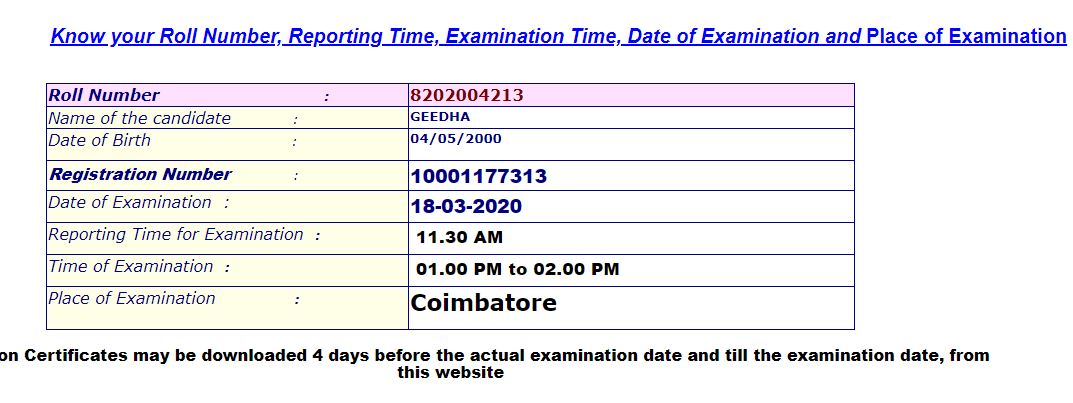 Know your Roll Number, Reporting Time, Examination Time, Date of Examination and Place of Examination
Roll Number : 8202004213
Name of the candidate : GEEDHA
Date of Birth : 04/05/2000
Registration Number : 10001177313
Date of Examination : 18-03-2020
Reporting Time for Examination : 11.30 AM
Time of Examination : 01.00 PM to 02.00 PM
Place of Examination : Coimbatore
on Certificates may be downloaded 4 days before the actual examination date and till the examination date, from
this website